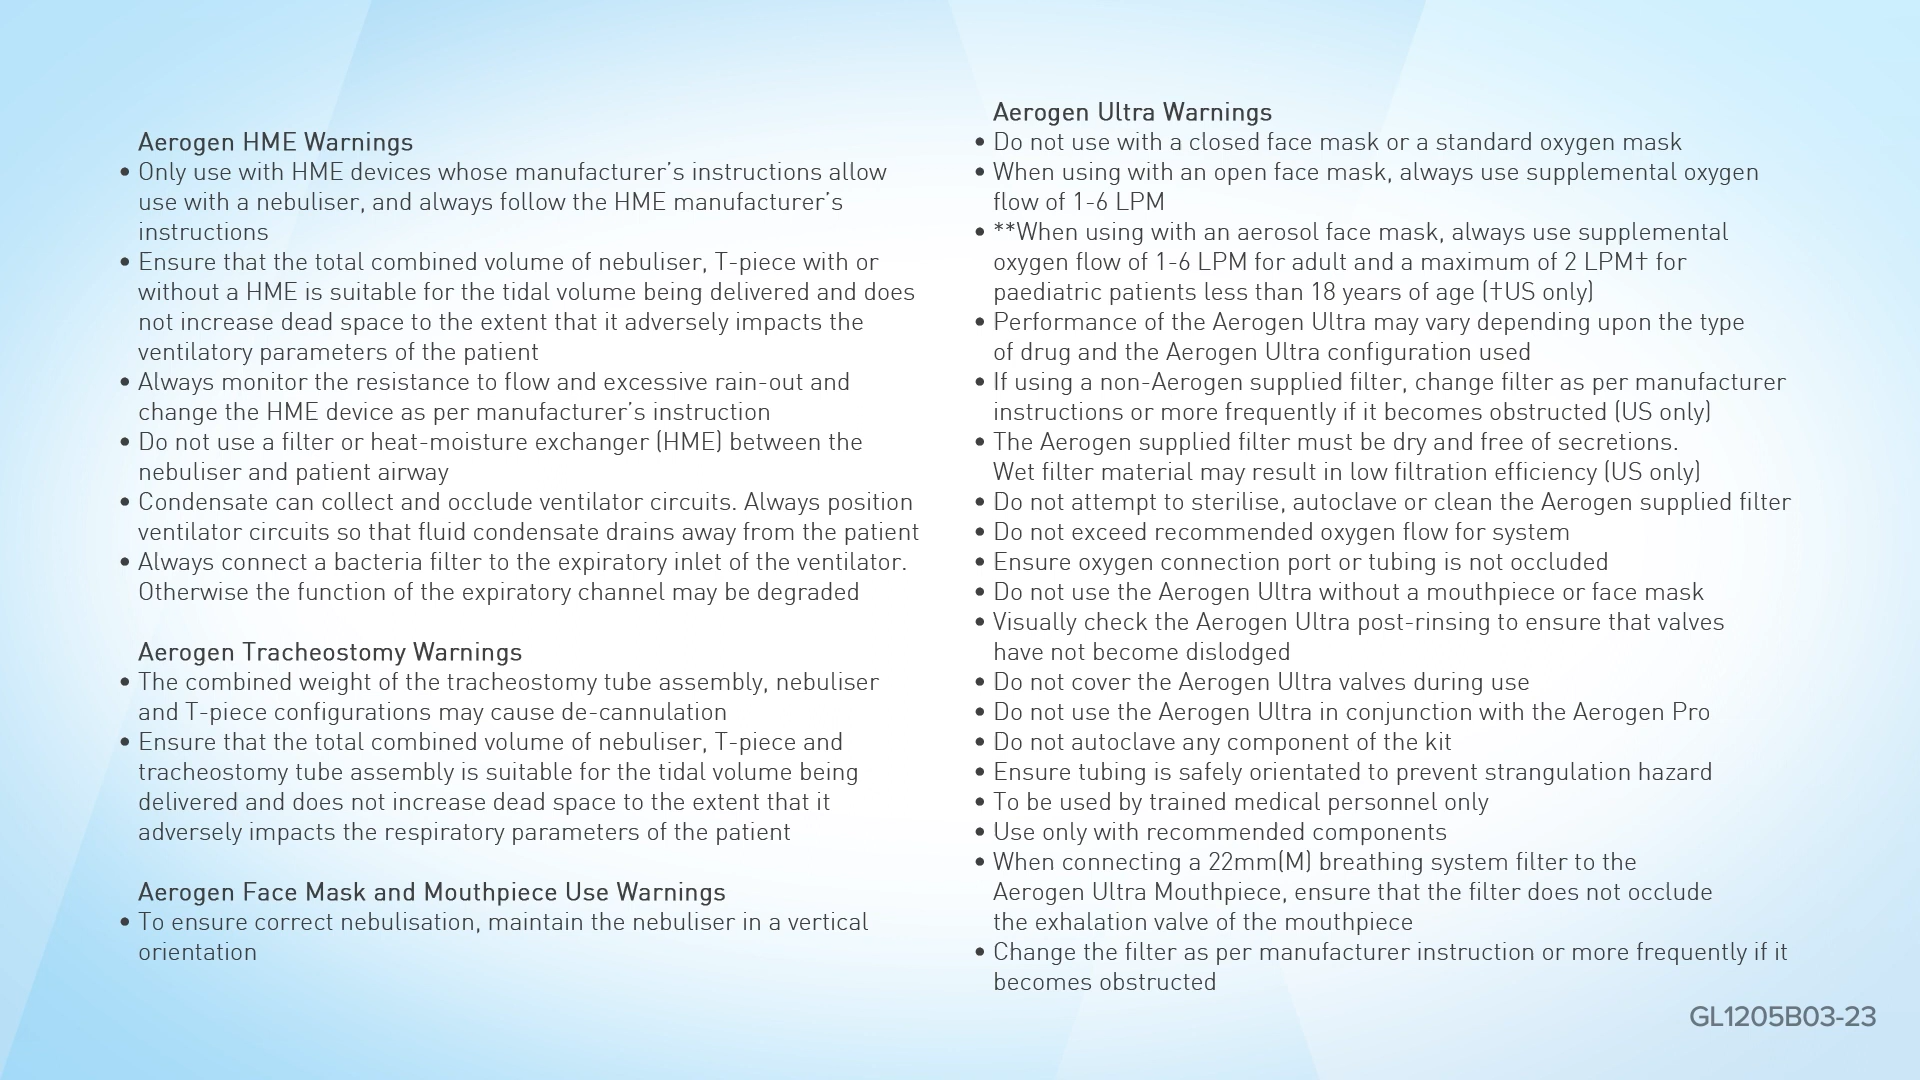 Aerogen HME Warnings
• Only use with HME devices whose manufacturer's instructions allow
use with a nebuliser, and always follow the HME manufacturer's
instructions
• Ensure that the total combined volume of nebuliser, T-piece with or
without a HME is suitable for the tidal volume being delivered and does
not increase dead space to the extent that it adversely impacts the
ventilatory parameters of the patient
• Always monitor the resistance to flow and excessive rain-out and
change the HME device as per manufacturer's instruction
• Do not use a filter or heat-moisture exchanger (HME) between the
nebuliser and patient airway
• Condensate can collect and occlude ventilator circuits. Always position
ventilator circuits so that fluid condensate drains away from the patient
• Always connect a bacteria filter to the expiratory inlet of the ventilator.
Otherwise the function of the expiratory channel may be degraded
Aerogen Tracheostomy Warnings
• The combined weight of the tracheostomy tube assembly, nebuliser
and T-piece configurations may cause de-cannulation
• Ensure that the total combined volume of nebuliser, T-piece and
tracheostomy tube assembly is suitable for the tidal volume being
delivered and does not increase dead space to the extent that it
adversely impacts the respiratory parameters of the patient
Aerogen Face Mask and Mouthpiece Use Warnings
• To ensure correct nebulisation, maintain the nebuliser in a vertical
orientation
Aerogen Ultra Warnings
• Do not use with a closed face mask or a standard oxygen mask
• When using with an open face mask, always use supplemental oxygen
flow of 1-6 LPM
• **When using with an aerosol face mask, always use supplemental
oxygen flow of 1-6 LPM for adult and a maximum of 2 LPM† for
paediatric patients less than 18 years of age (†US only)
• Performance of the Aerogen Ultra may vary depending upon the type
of drug and the Aerogen Ultra configuration used
• If using a non-Aerogen supplied filter, change filter as per manufacturer
instructions or more frequently if it becomes obstructed (US only)
• The Aerogen supplied filter must be dry and free of secretions.
Wet filter material may result in low filtration efficiency (US only)
• Do not attempt to sterilise, autoclave or clean the Aerogen supplied filter
• Do not exceed recommended oxygen flow for system
• Ensure oxygen connection port or tubing is not occluded
• Do not use the Aerogen Ultra without a mouthpiece or face mask
• Visually check the Aerogen Ultra post-rinsing to ensure that valves
have not become dislodged
• Do not cover the Aerogen Ultra valves during use
• Do not use the Aerogen Ultra in conjunction with the Aerogen Pro
• Do not autoclave any component of the kit
• Ensure tubing is safely orientated to prevent strangulation hazard
• To be used by trained medical personnel only
• Use only with recommended components
• When connecting a 22mm(M) breathing system filter to the
Aerogen Ultra Mouthpiece, ensure that the filter does not occlude
the exhalation valve of the mouthpiece
• Change the filter as per manufacturer instruction or more frequently if it
becomes obstructed
GL1205B03-23